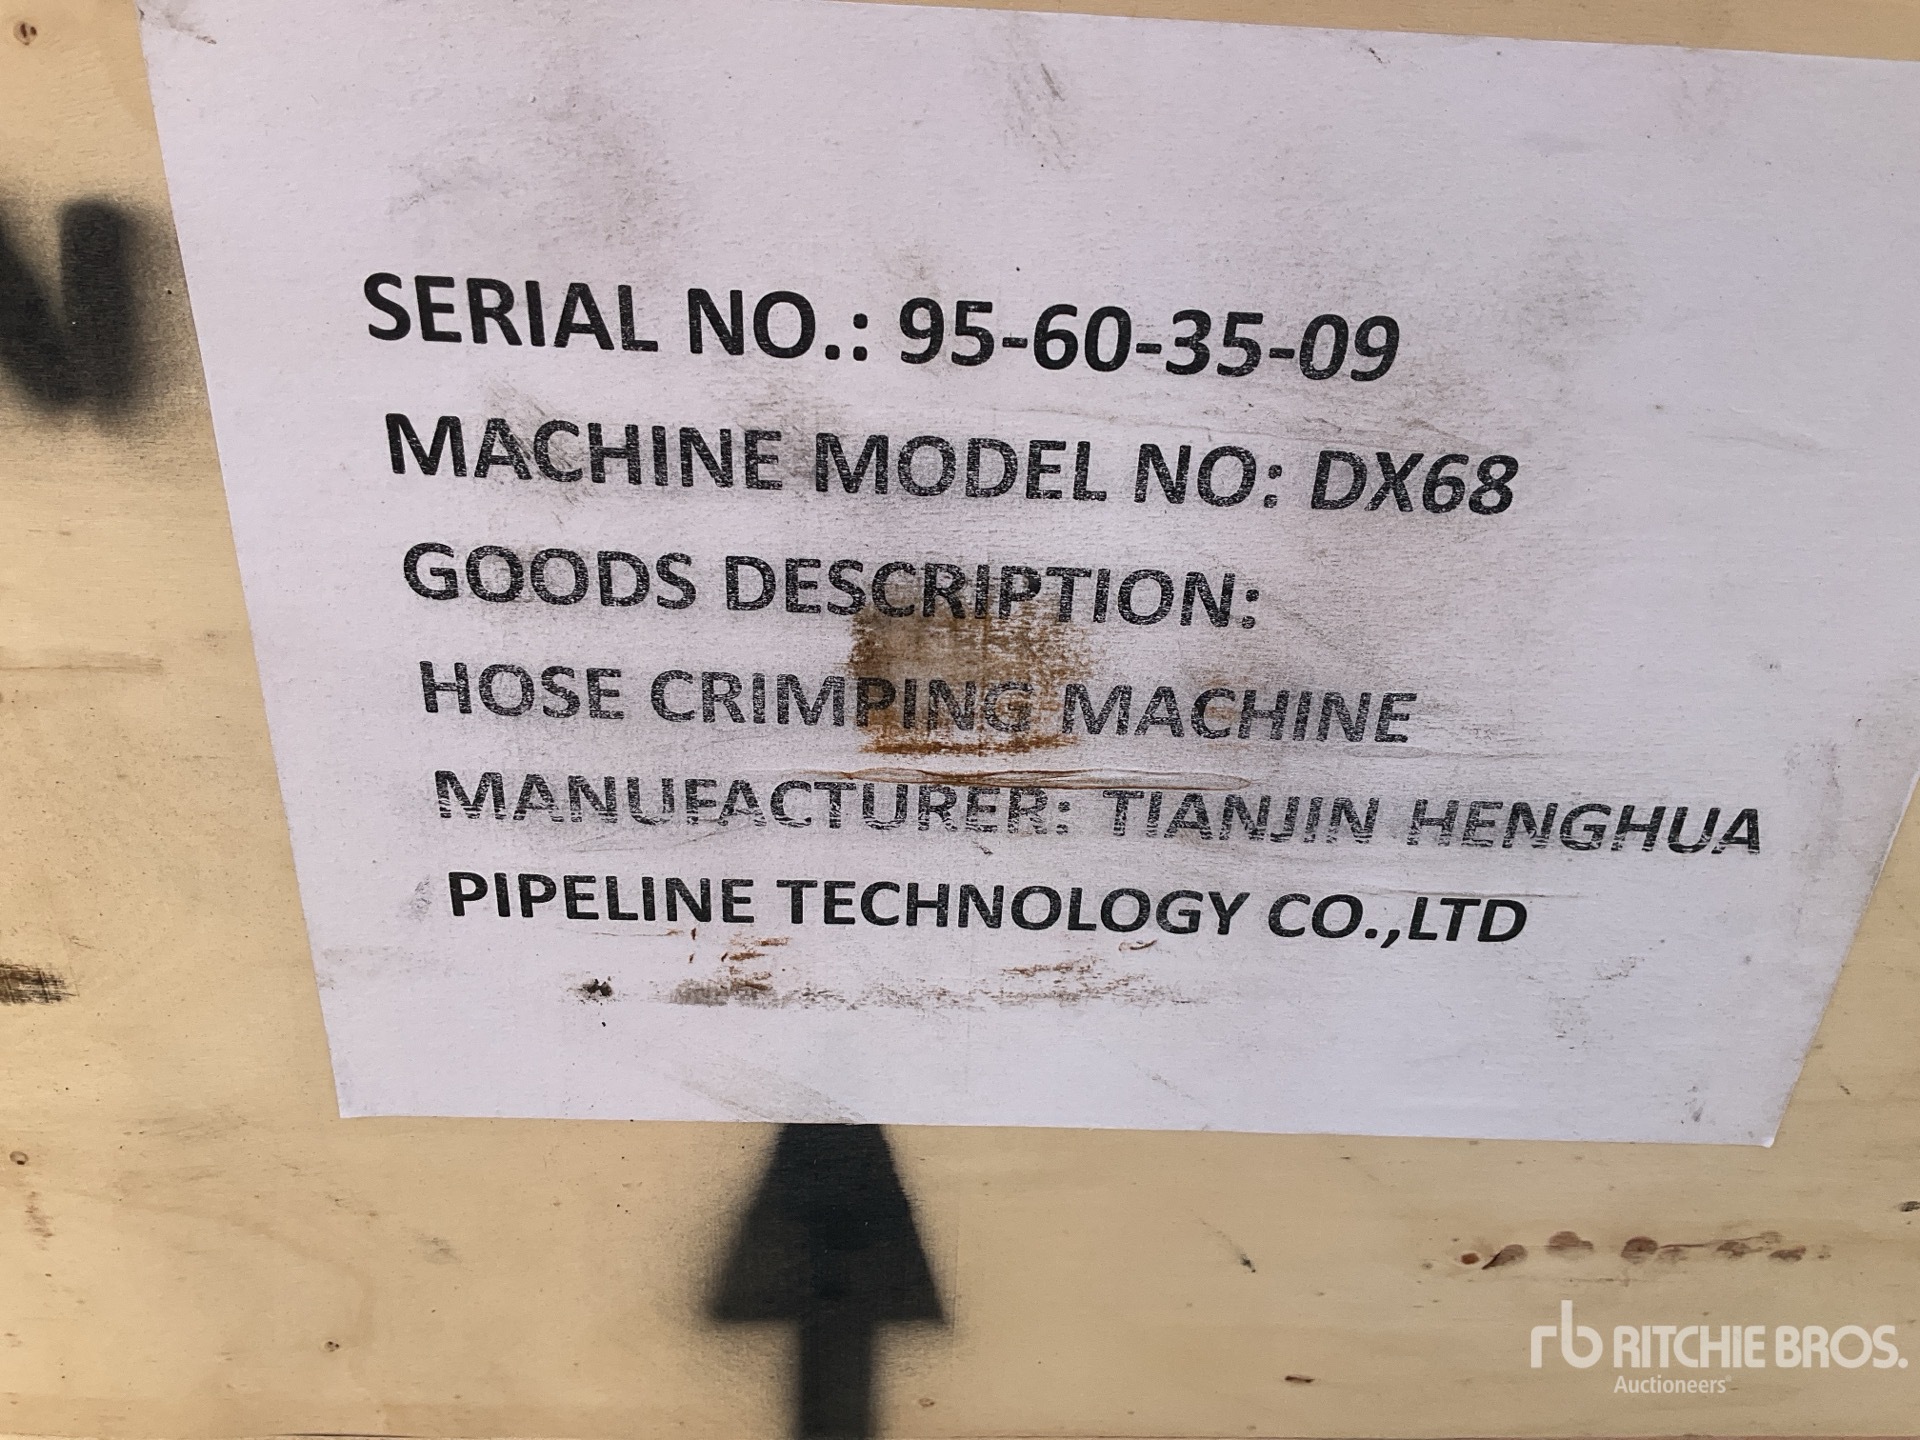 N
SERIAL NO.: 95-60-35-09
MACHINE MODEL NO: DX68
GOODS DESCRIPTION:
HOSE CRIMPING MACHINE
MANUFACTURER: TIANJIN HENGHUA
PIPELINE TECHNOLOGY CO.,LTD
rb RITCHIE BROS.
Auctioneers